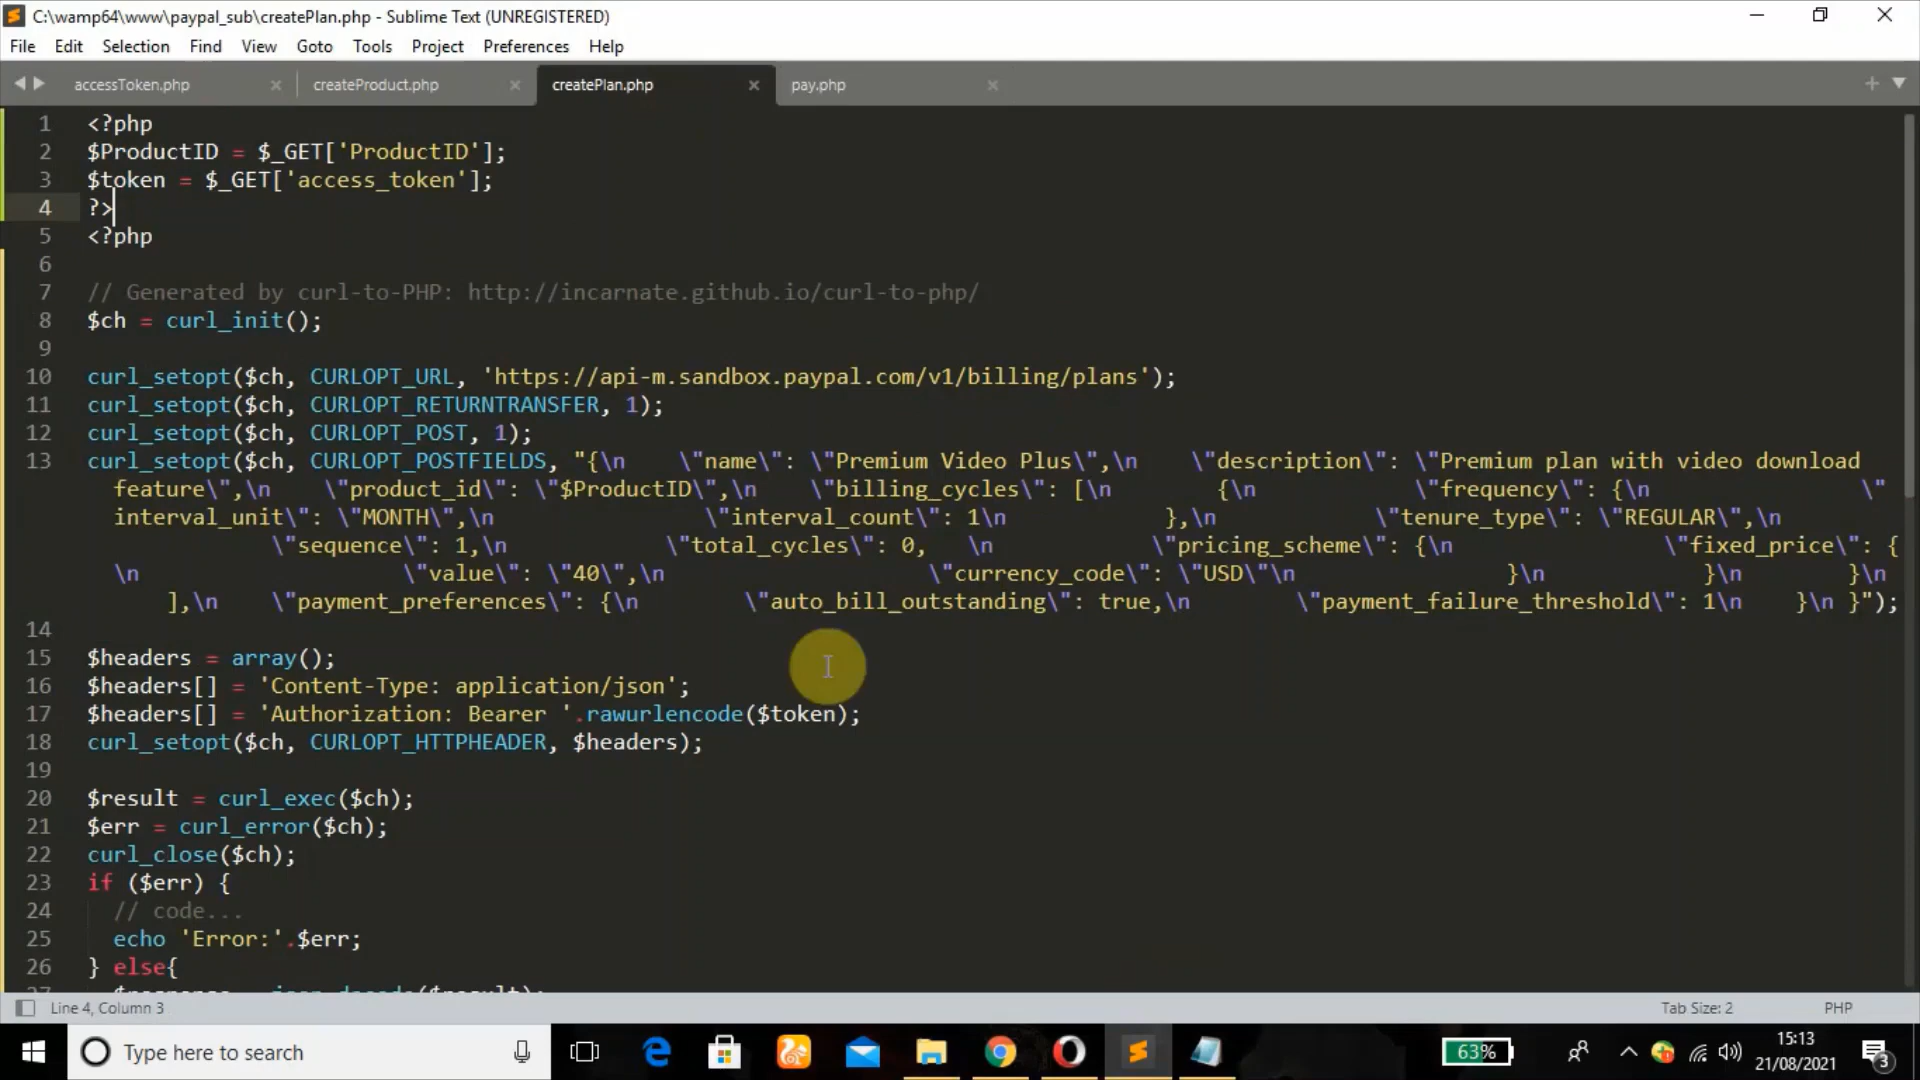 C:\wamp64\www\paypal_sub\createPlan.php - Sublime Text (UNREGISTERED)
File Edit Selection Find View Goto Tools Project Preferences Help
accessToken.php createProduct.php createPlan.php pay.php
1 <?php
2 $ProductID = $_GET['ProductID'];
3 $token = $_GET['access_token'];
4 ?>
5 <?php
6
7 // Generated by curl-to-PHP: http://incarnate.github.io/curl-to-php/
8 $ch = curl_init();
9
10 curl_setopt($ch, CURLOPT_URL, 'https://api-m.sandbox.paypal.com/v1/billing/plans');
11 curl_setopt($ch, CURLOPT_RETURNTRANSFER, 1);
12 curl_setopt($ch, CURLOPT_POST, 1);
13 curl_setopt($ch, CURLOPT_POSTFIELDS, "{\n \"name\": \"Premium Video Plus\",\n \"description\": \"Premium plan with video download
feature\",\n \"product_id\": \"$ProductID\",\n \"billing_cycles\": [\n {\n \"frequency\": {\n \"
interval_unit\": \"MONTH\",\n \"interval_count\": 1\n },\n \"tenure_type\": \"REGULAR\",\n
\"sequence\": 1,\n \"total_cycles\": 0, \n \"pricing_scheme\": {\n \"fixed_price\": {
\n \"value\": \"40\",\n \"currency_code\": \"USD\"\n }\n }\n }\n
],\n \"payment_preferences\": {\n \"auto_bill_outstanding\": true,\n \"payment_failure_threshold\": 1\n }\n }");
14
15 $headers = array();
16 $headers[] = 'Content-Type: application/json';
17 $headers[] = 'Authorization: Bearer '.rawurlencode($token);
18 curl_setopt($ch, CURLOPT_HTTPHEADER, $headers);
19
20 $result = curl_exec($ch);
21 $err = curl_error($ch);
22 curl_close($ch);
23 if ($err) {
24 // code...
25 echo 'Error:'.$err;
26 } else{
27 $response = json_decode($result);
Line 4, Column 3 Tab Size: 2 PHP
Type here to search 63% 15:13
21/08/2021 3